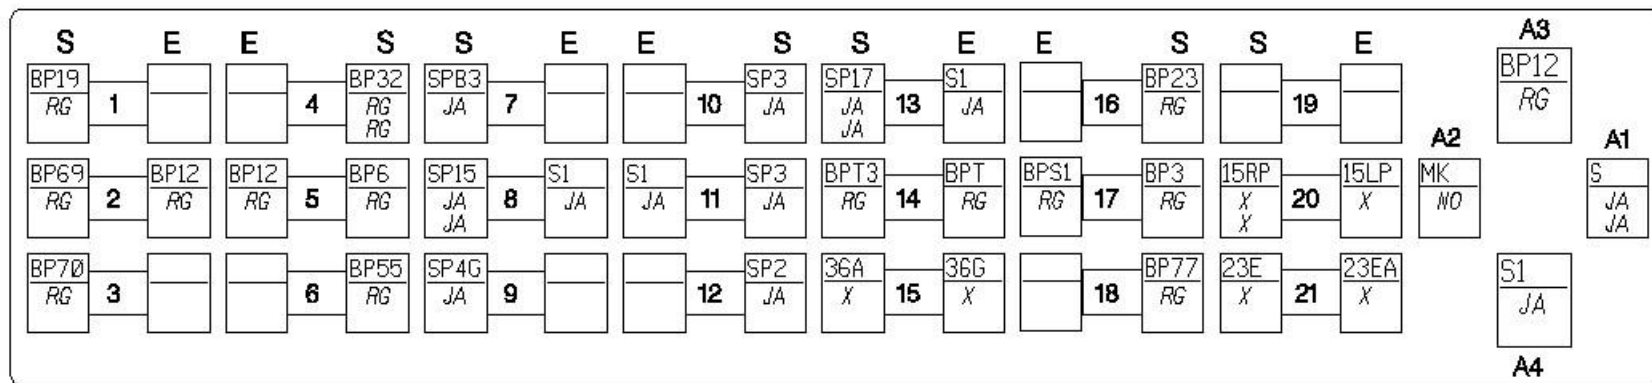 S E E S S E E S S E E S S E A3
BP19 BP32 SPB3 SP3 SP17 S1 BP23 BP12
RG 1 4 RG 7 JA 10 JA JA 13 JA 16 RG 19 RG
RG JA
A2 A1
BP69 BP12 BP12 BP6 SP15 S1 S1 SP3 BPT3 BPT BPS1 BP3 15RP 15LP MK S
RG 2 RG RG 5 RG JA 8 JA JA 11 JA RG 14 RG RG 17 RG X 20 X NO JA
JA X JA
BP70 BP55 SP4G SP2 36A 36G BP77 23E 23EA S1
RG 3 6 RG JA 9 12 JA X 15 X 18 RG X 21 X JA
A4